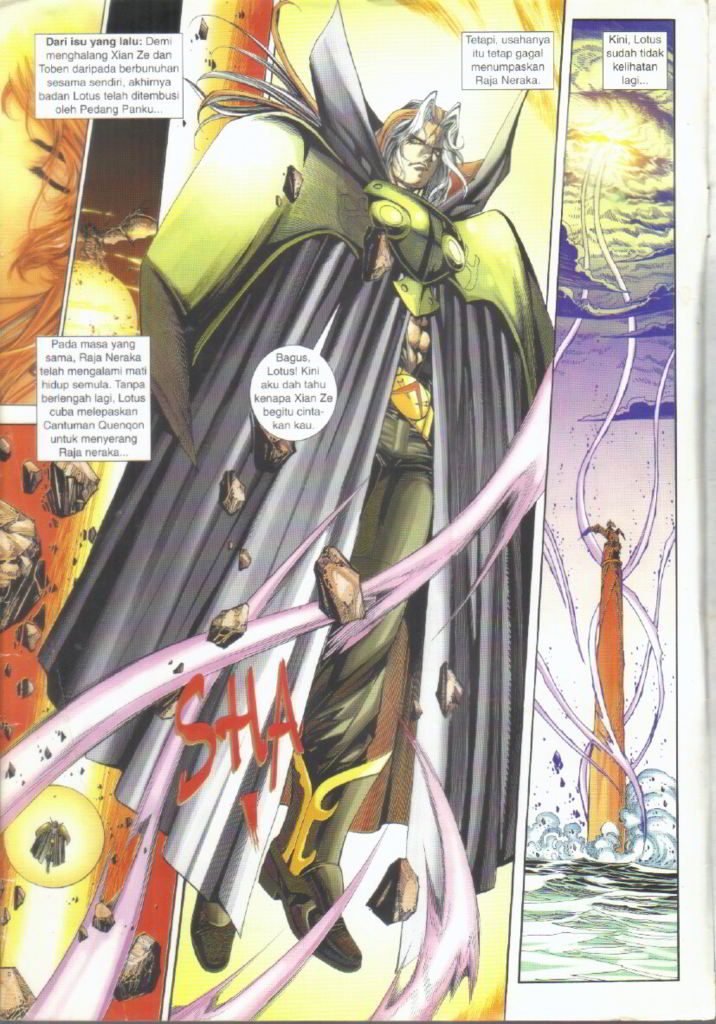 Dari isu yang lalu: Demi
menghalang Xian Ze dan
Toben daripada berbunuhan
sesama sendiri, akhirnya
badan Lotus telah ditembusi
oleh Pedang Panku...
Tetapi, usahanya
itu tetap gagal
menumpaskan
Raja Neraka.
Kini, Lotus
sudah tidak
kelihatan
lagi...
Pada masa yang
sama, Raja Neraka
telah mengalami mati
hidup semula. Tanpa
berlengah lagi, Lotus
cuba melepaskan
Cantuman Quenqon
untuk menyerang
Raja neraka...
Bagus,
Lotus! Kini
aku dah tahu
kenapa Xian Ze
begitu cinta-
kan kau.
SHA
!